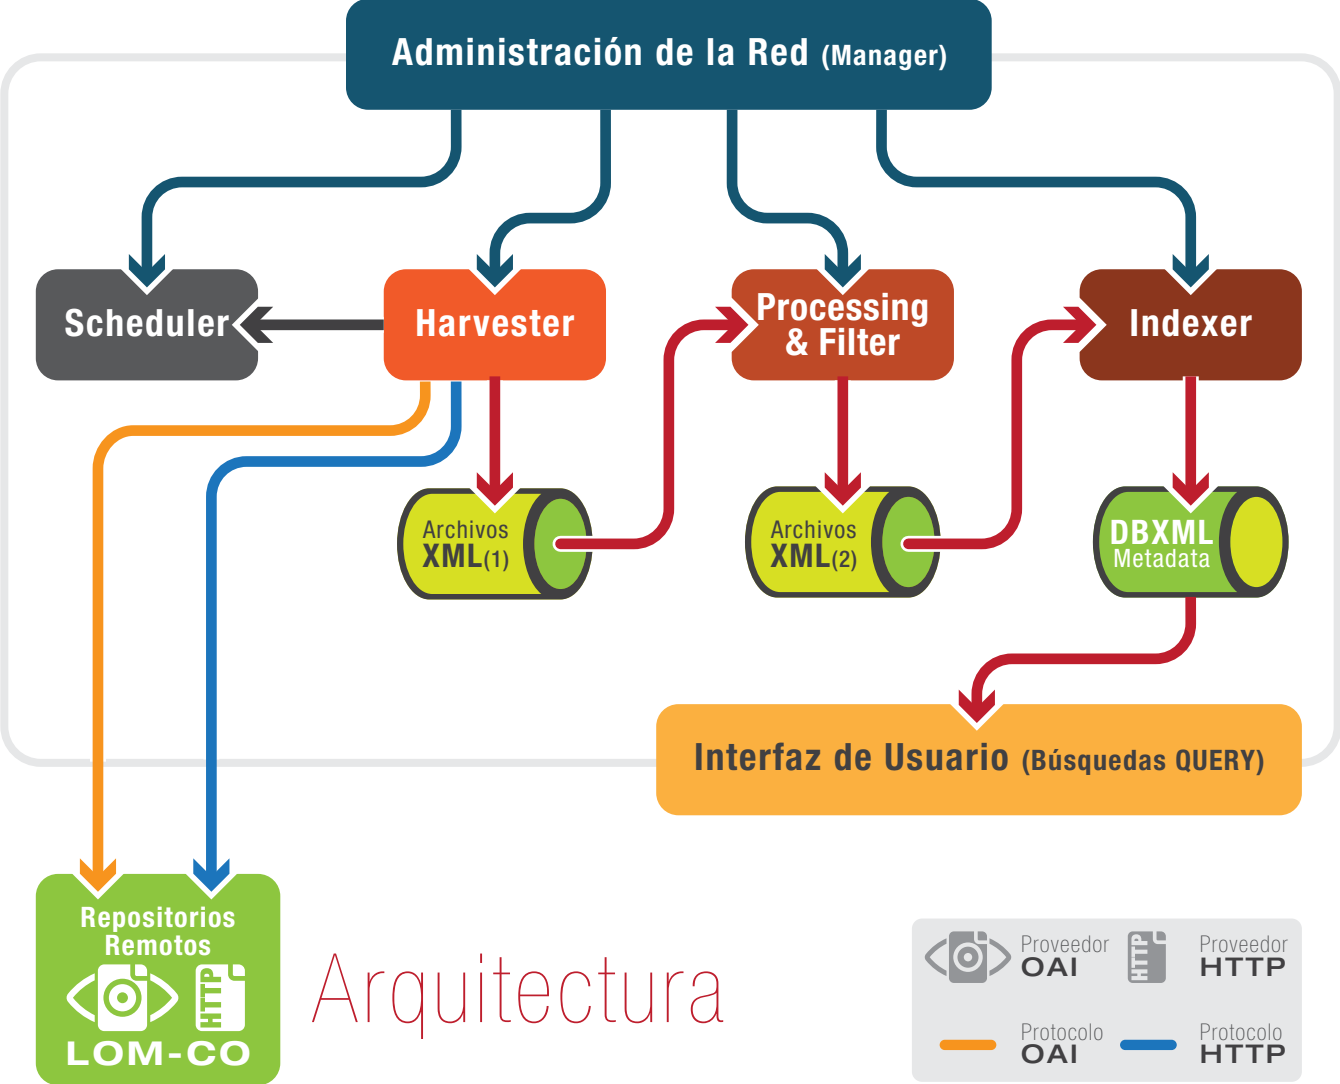 Administración de la Red (Manager)
Scheduler
Harvester
Processing
& Filter
Indexer
Archivos
XML(1)
Archivos
XML(2)
DBXML
Metadata
Interfaz de Usuario (Búsquedas QUERY)
Repositorios
Remotos
HTTP
LOM-CO
Arquitectura
Proveedor
OAI
HTTP
Proveedor
HTTP
Protocolo
OAI
Protocolo
HTTP